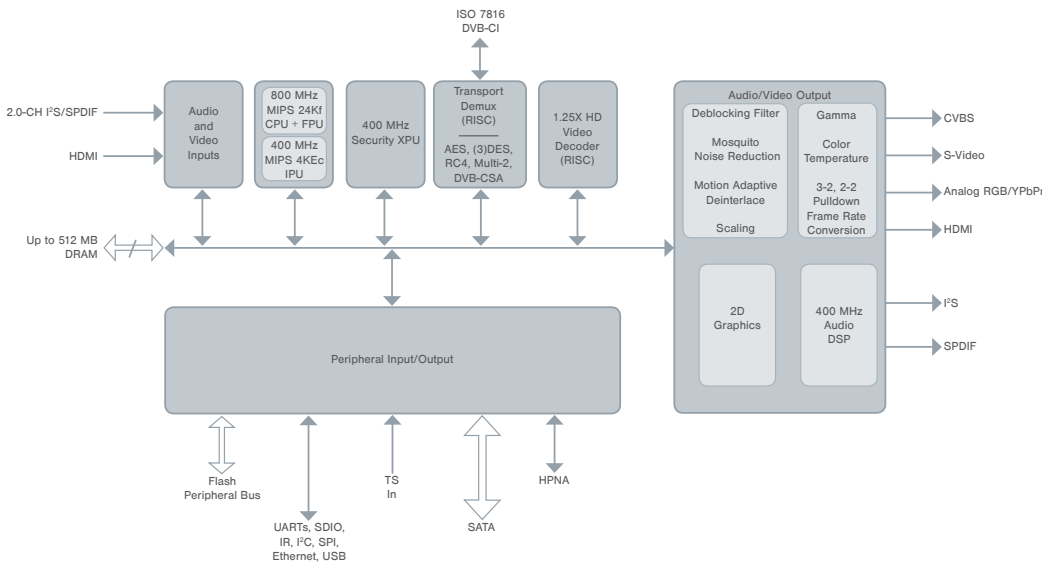 ISO 7816
DVB-CI
2.0-CH I²S/SPDIF
HDMI
Audio
and
Video
Inputs
800 MHz
MIPS 24Kf
CPU + FPU
400 MHz
MIPS 4KEc
IPU
400 MHz
Security XPU
Transport
Demux
(RISC)
AES, (3)DES,
RC4, Multi-2,
DVB-CSA
1.25X HD
Video
Decoder
(RISC)
Audio/Video Output
Deblocking Filter
Mosquito
Noise Reduction
Motion Adaptive
Deinterlace
Scaling
Gamma
Color
Temperature
3-2, 2-2
Pulldown
Frame Rate
Conversion
2D
Graphics
400 MHz
Audio
DSP
CVBS
S-Video
Analog RGB/YPbPr
HDMI
I²S
SPDIF
Up to 512 MB
DRAM
Peripheral Input/Output
Flash
Peripheral Bus
UARTs, SDIO,
IR, I²C, SPI,
Ethernet, USB
TS
In
SATA
HPNA